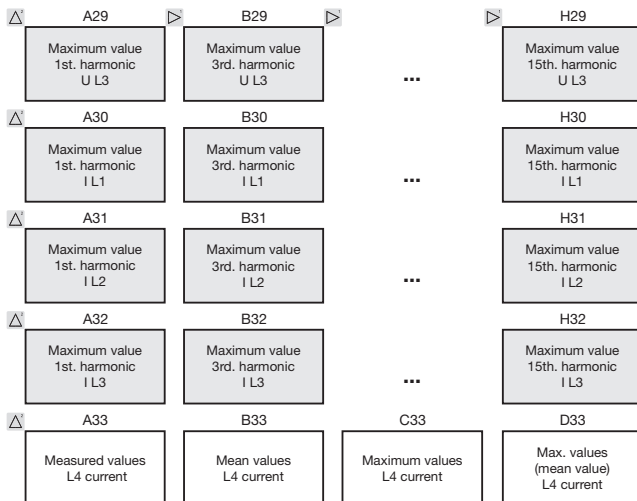 A29 B29 H29
Maximum value
1st. harmonic
U L3
Maximum value
3rd. harmonic
U L3
...
Maximum value
15th. harmonic
U L3
A30 B30 H30
Maximum value
1st. harmonic
I L1
Maximum value
3rd. harmonic
I L1
...
Maximum value
15th. harmonic
I L1
A31 B31 H31
Maximum value
1st. harmonic
I L2
Maximum value
3rd. harmonic
I L2
...
Maximum value
15th. harmonic
I L2
A32 B32 H32
Maximum value
1st. harmonic
I L3
Maximum value
3rd. harmonic
I L3
...
Maximum value
15th. harmonic
I L3
A33 B33 C33 D33
Measured values
L4 current
Mean values
L4 current
Maximum values
L4 current
Max. values
(mean value)
L4 current